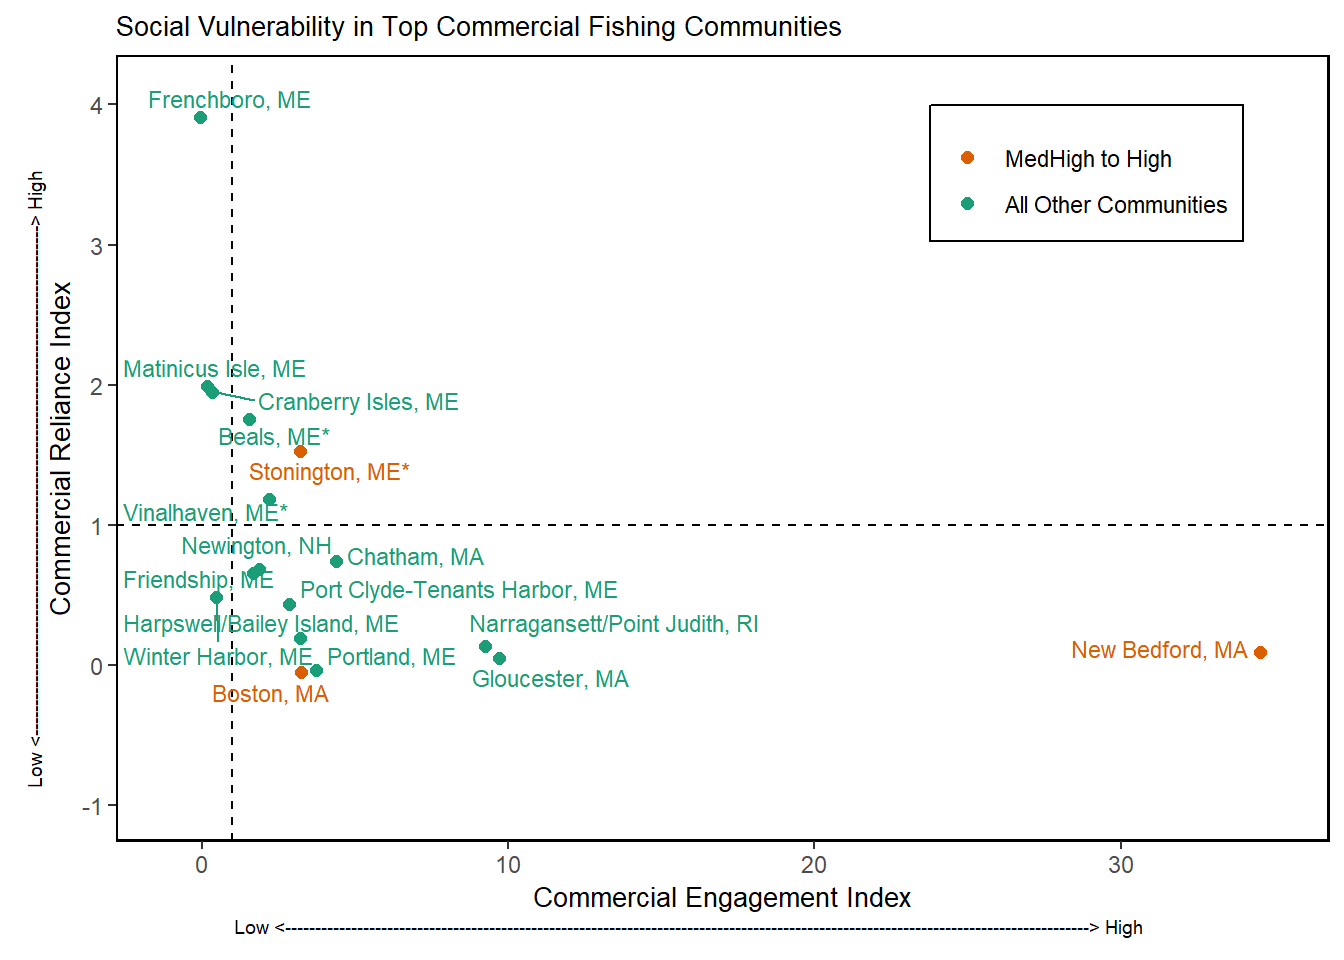 Social Vulnerability in Top Commercial Fishing Communities
Frenchboro, ME
MedHigh to High
All Other Communities
Matinicus Isle, ME
Cranberry Isles, ME
Beals, ME*
Stonington, ME*
Vinalhaven, ME*
Newington, NH
Chatham, MA
Friendship, ME
Port Clyde-Tenants Harbor, ME
Harpswell/Bailey Island, ME
Narragansett/Point Judith, RI
Winter Harbor, ME
Portland, ME
New Bedford, MA
Gloucester, MA
Boston, MA
4
3
2
1
0
-1
Commercial Reliance Index
Low <--------------------------------------------------------------------------------------> High
0
10
20
30
Commercial Engagement Index
Low <--------------------------------------------------------------------------------------------------------------------------------------> High